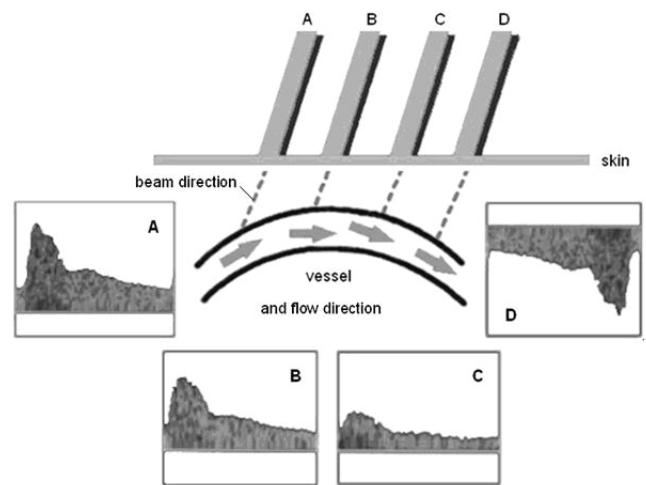 A B C D
skin
beam direction
A
vessel
and flow direction
D
B
C